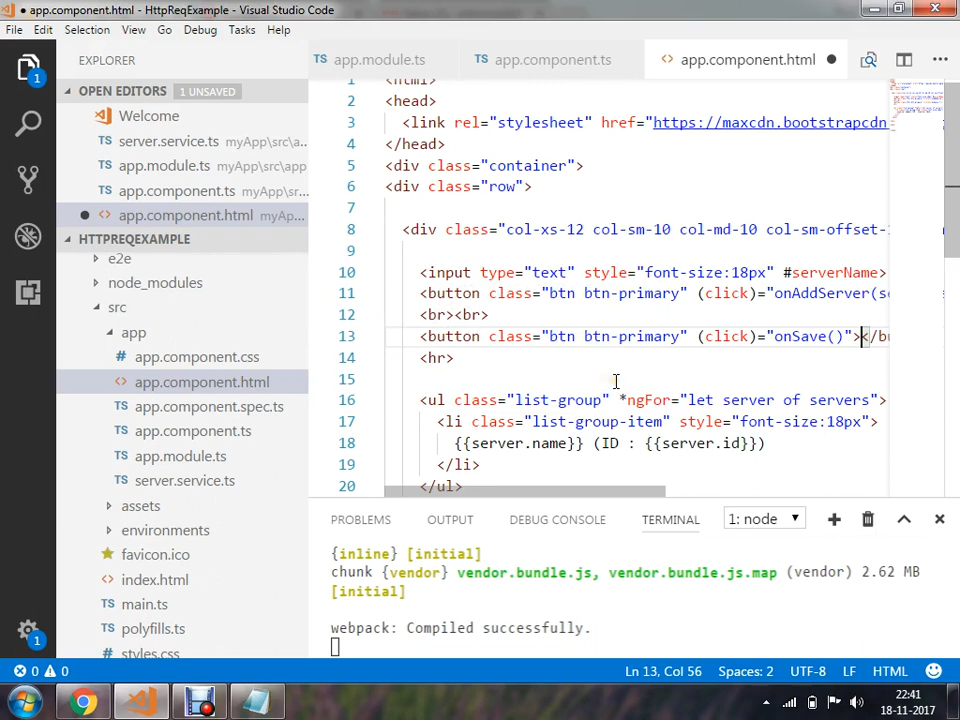 app.component.html - HttpReqExample - Visual Studio Code
File Edit Selection View Go Debug Tasks Help
EXPLORER
OPEN EDITORS 1 UNSAVED
Welcome
server.service.ts myApp\src\a...
app.module.ts myApp\src\app
app.component.ts myApp\sr...
app.component.html myAp...
HTTPREQEXAMPLE
e2e
node_modules
src
app
app.component.css
app.component.html
app.component.spec.ts
app.component.ts
app.module.ts
server.service.ts
assets
environments
favicon.ico
index.html
main.ts
polyfills.ts
styles.css
TS app.module.ts TS app.component.ts <> app.component.html
1 <html>
2 <head>
3 <link rel="stylesheet" href="https://maxcdn.bootstrapcdn
4 </head>
5 <div class="container">
6 <div class="row">
7
8 <div class="col-xs-12 col-sm-10 col-md-10 col-sm-offset-
9
10 <input type="text" style="font-size:18px" #serverName>
11 <button class="btn btn-primary" (click)="onAddServer(se
12 <br><br>
13 <button class="btn btn-primary" (click)="onSave()"></bu
14 <hr>
15
16 <ul class="list-group" *ngFor="let server of servers">
17 <li class="list-group-item" style="font-size:18px">
18 {{server.name}} (ID : {{server.id}})
19 </li>
20 </ul>
PROBLEMS OUTPUT DEBUG CONSOLE TERMINAL 1: node
{inline} [initial]
chunk {vendor} vendor.bundle.js, vendor.bundle.js.map (vendor) 2.62 MB
[initial]
webpack: Compiled successfully.
0 0 Ln 13, Col 56 Spaces: 2 UTF-8 LF HTML
22:41
18-11-2017